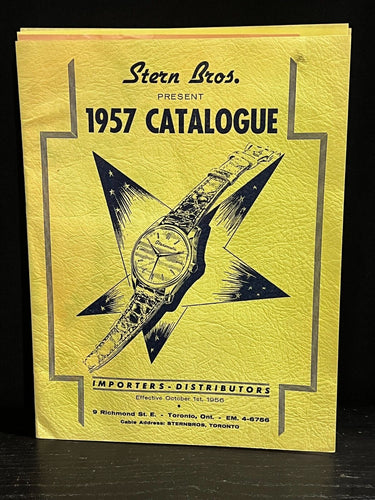 Stern Bros.
PRESENT
1957 CATALOGUE
IMPORTERS - DISTRIBUTORS
Effective October 1st, 1956
9 Richmond St. E. - Toronto, Ont. - EM. 4-6756
Cable Address: STERNBROS, TORONTO